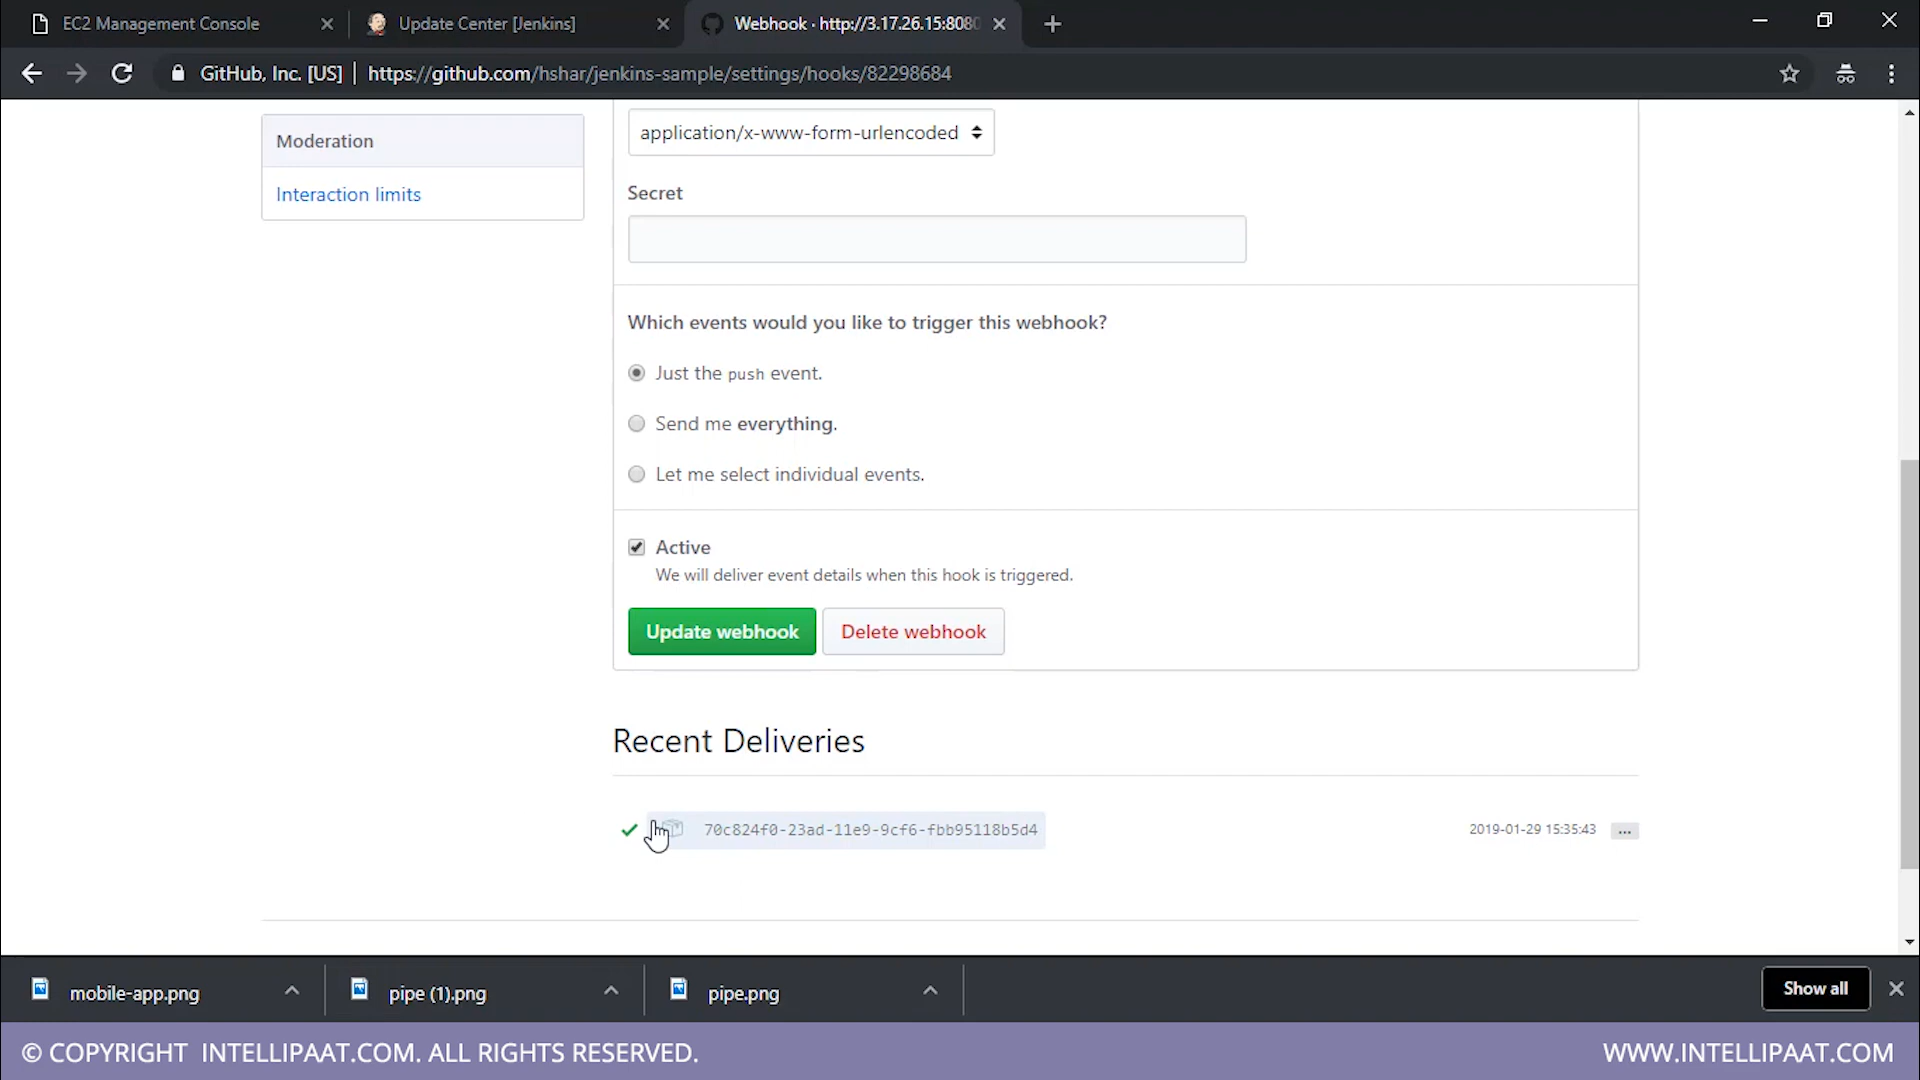 EC2 Management Console
Update Center [Jenkins]
Webhook · http://3.17.26.15:8080
GitHub, Inc. [US]
https://github.com/hshar/jenkins-sample/settings/hooks/82298684
Moderation
Interaction limits
application/x-www-form-urlencoded
Secret
Which events would you like to trigger this webhook?
Just the push event.
Send me everything.
Let me select individual events.
Active
We will deliver event details when this hook is triggered.
Update webhook
Delete webhook
Recent Deliveries
70c824f0-23ad-11e9-9cf6-fbb95118b5d4
2019-01-29 15:35:43
...
mobile-app.png
pipe (1).png
pipe.png
Show all
© COPYRIGHT INTELLIPAAT.COM. ALL RIGHTS RESERVED.
WWW.INTELLIPAAT.COM